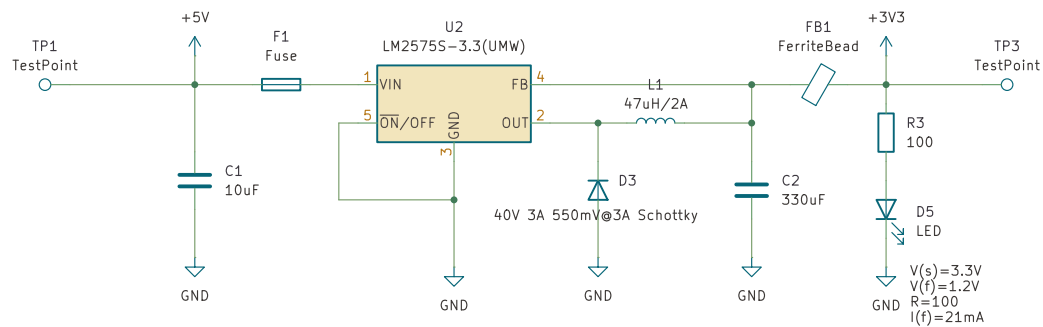 TP1
TestPoint
+5V
F1
Fuse
U2
LM2575S-3.3(UMW)
1
VIN
5
ON/OFF
GND
3
FB
4
OUT
2
L1
47uH/2A
FB1
FerriteBead
+3V3
TP3
TestPoint
R3
100
C1
10uF
D3
40V 3A 550mV@3A Schottky
C2
330uF
D5
LED
GND
GND
GND
GND
GND
V(s)=3.3V
V(f)=1.2V
R=100
I(f)=21mA